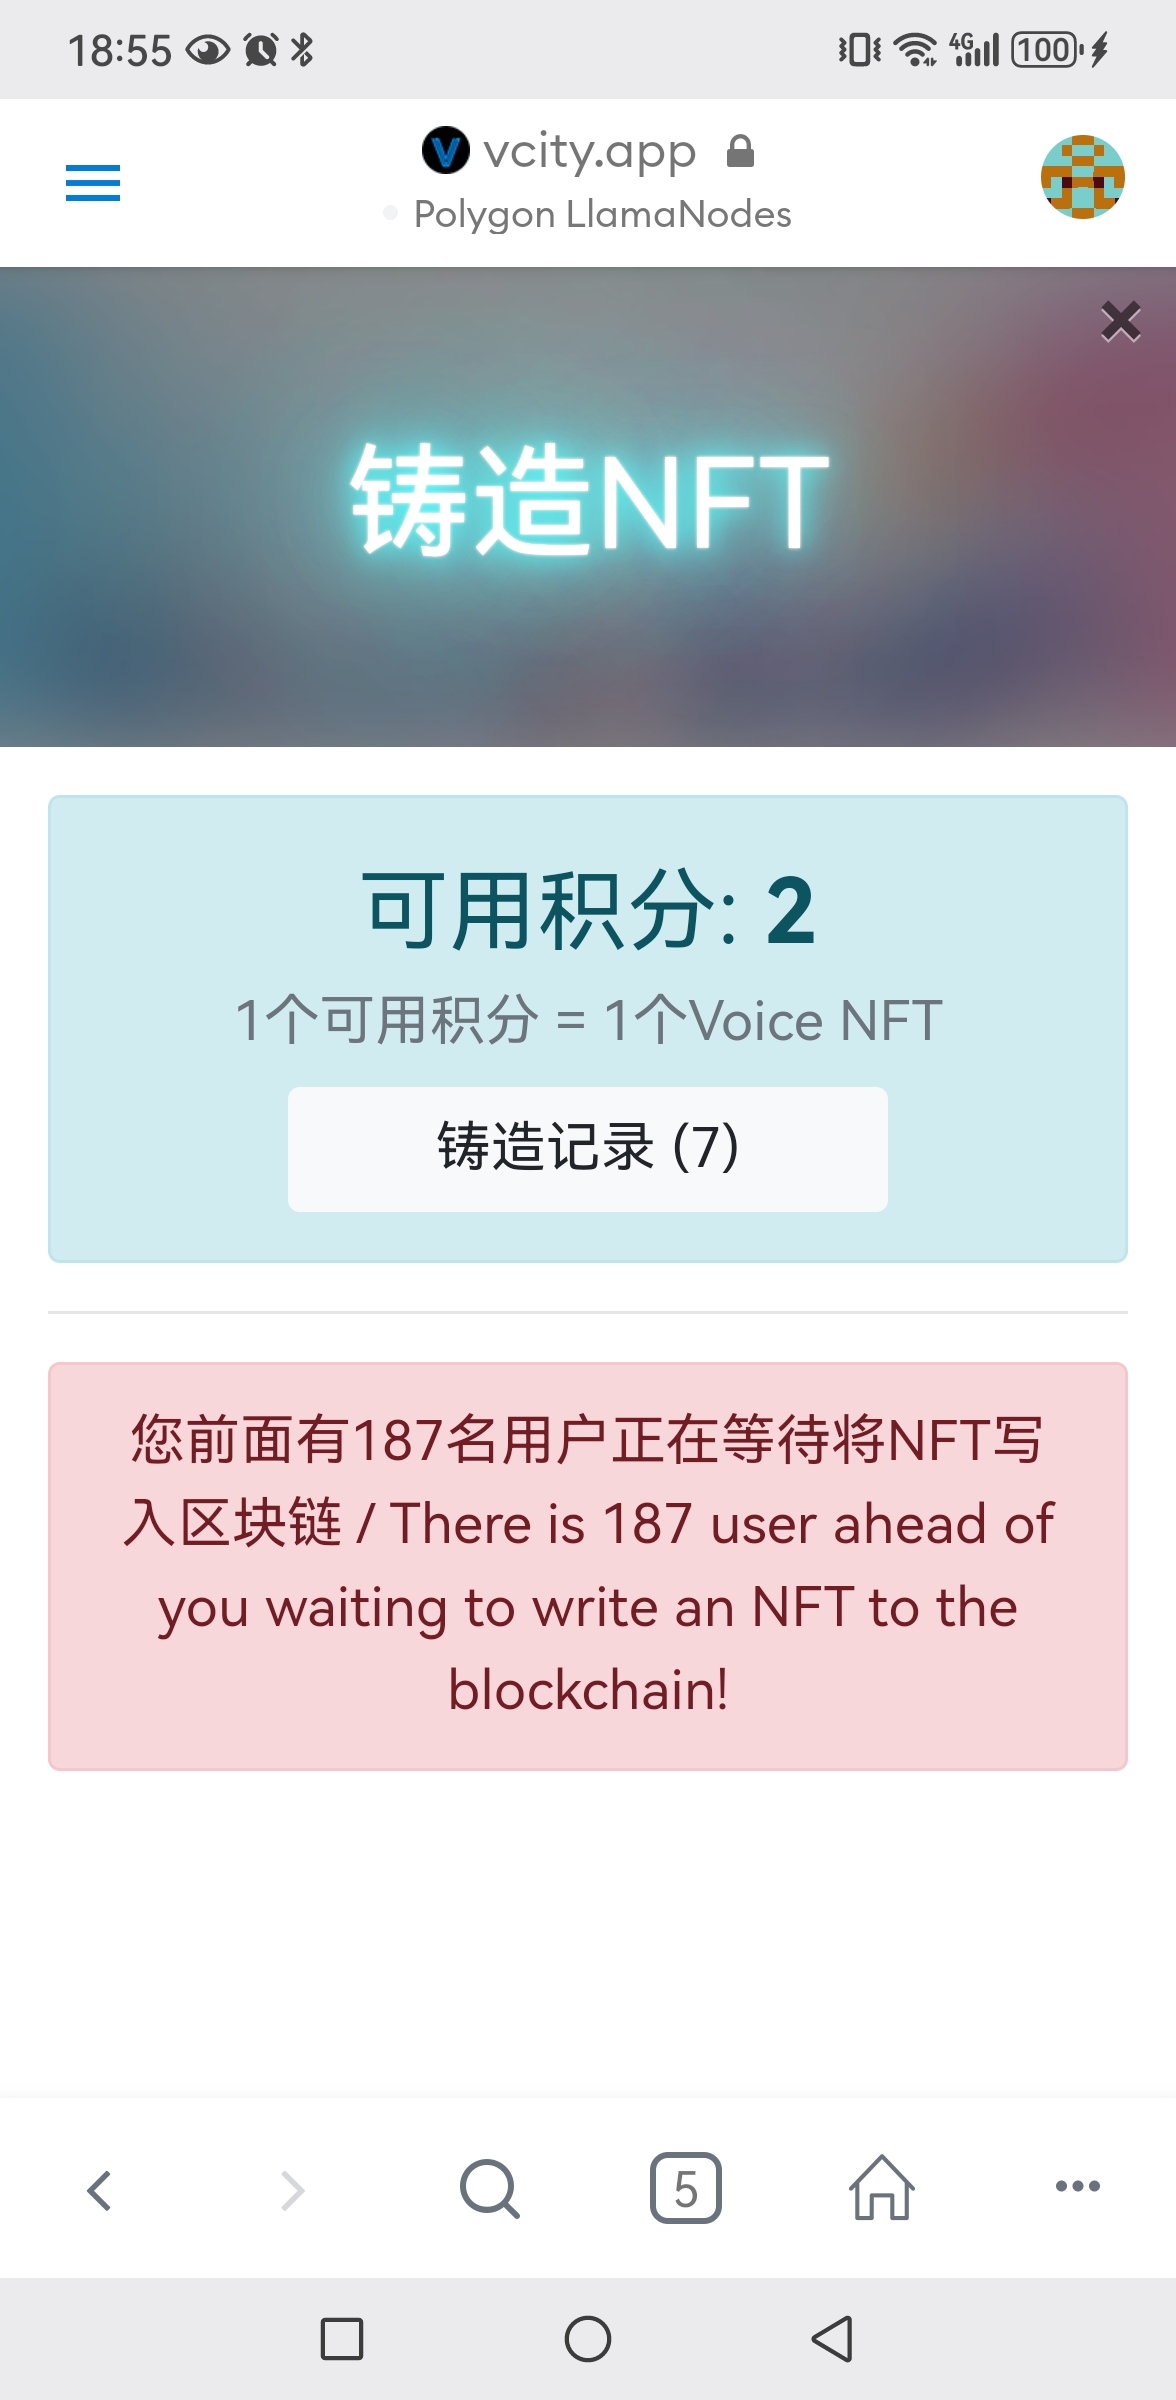 18:55
4G
100
vcity.app
Polygon LlamaNodes
铸造NFT
可用积分: 2
1个可用积分 = 1个Voice NFT
铸造记录 (7)
您前面有187名用户正在等待将NFT写
入区块链 / There is 187 user ahead of
you waiting to write an NFT to the
blockchain!
5